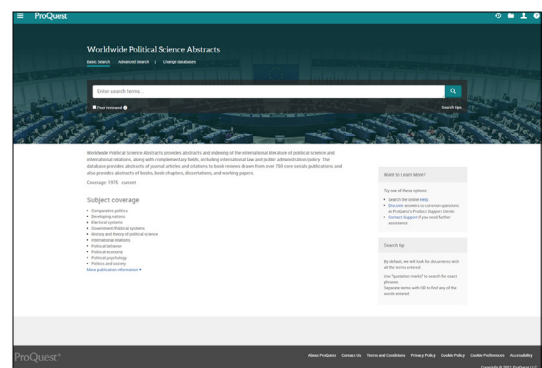 ProQuest
Worldwide Political Science Abstracts
Basic Search Advanced Search | Change databases
Enter search terms...
Peer reviewed
Search tips
Worldwide Political Science Abstracts provides abstracts and indexing of the international literature of political science and
international relations, along with complementary fields, including international law and public administration/policy. The
database provides abstracts of journal articles and citations to book reviews drawn from over 750 core serials publications and
also provides abstracts of books, book chapters, dissertations, and working papers.
Coverage: 1975 - current
Subject coverage
Comparative politics
Developing nations
Electoral systems
Government/Political systems
History and theory of political science
International relations
Political behavior
Political economy
Political psychology
Politics and society
More publication information
Want to Learn More?
Try one of these options:
Search the online Help.
Discover answers to common questions
at ProQuest's Product Support Center.
Contact Support if you need further
assistance.
Search tip
By default, we will look for documents with
all the words entered
Use "quotation marks" to search for exact
phrases
Separate terms with OR to find any of the
words entered
ProQuest
About ProQuest Contact Us Terms and Conditions Privacy Policy Cookie Policy Cookie Preferences Accessibility
Copyright © 2021 ProQuest LLC.